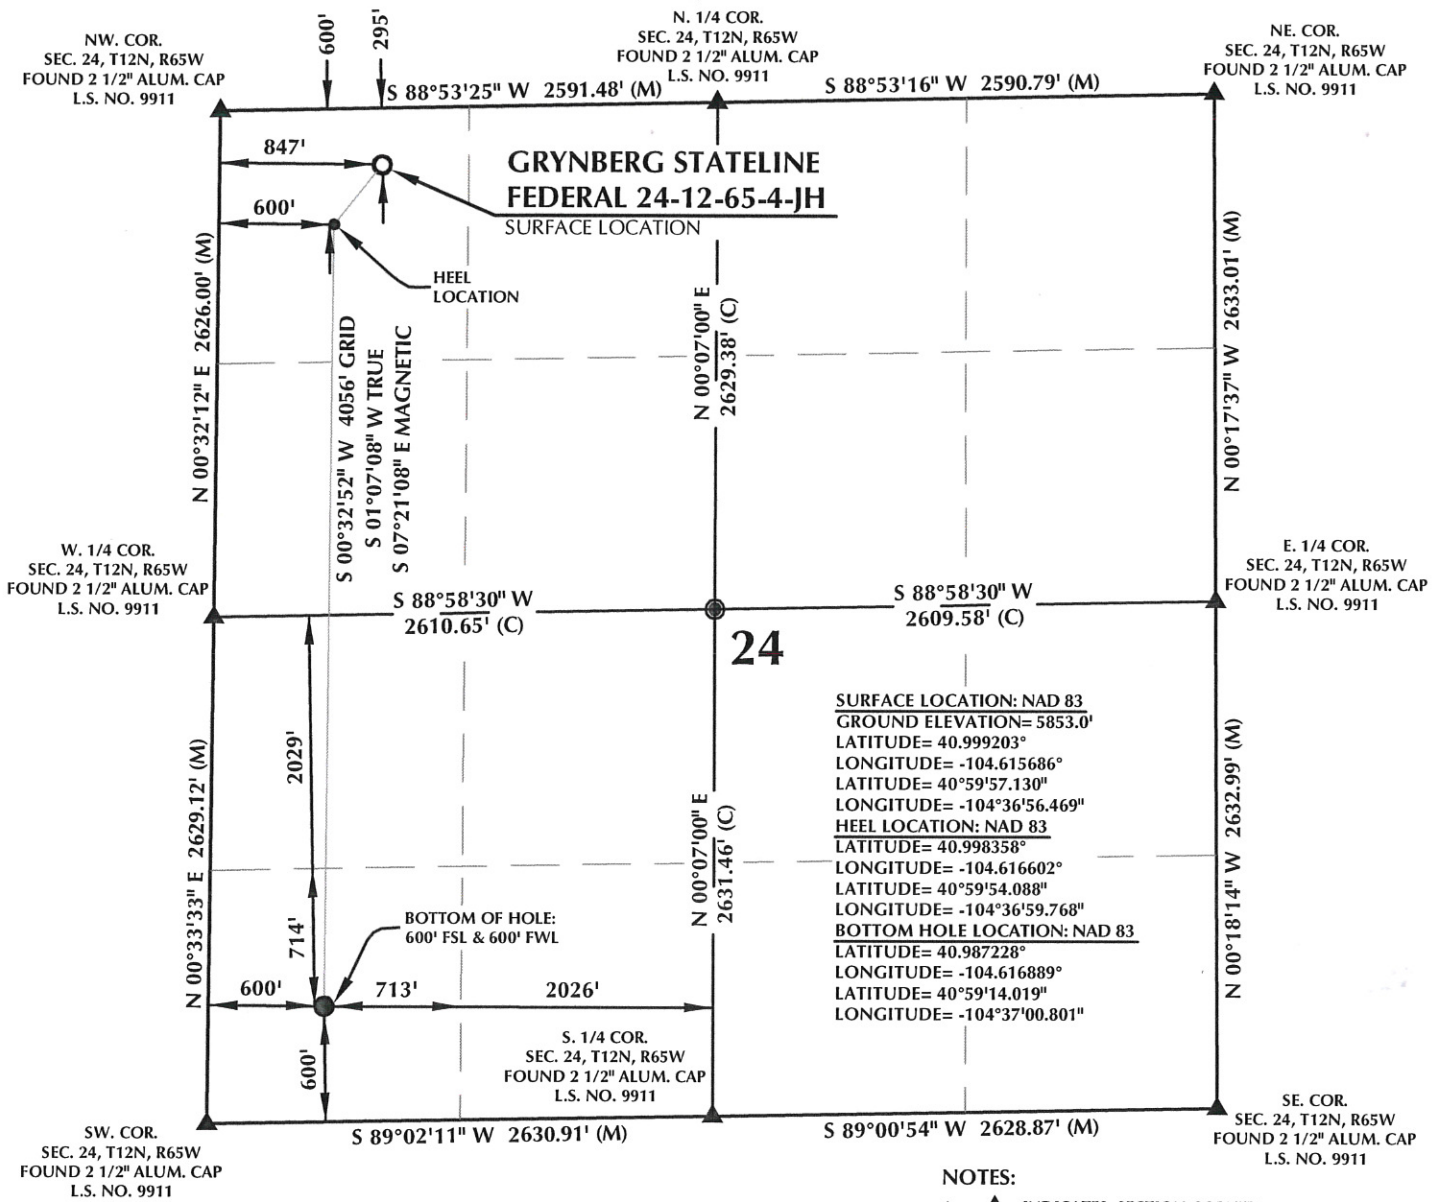 NW. COR.
SEC. 24, T12N, R65W
FOUND 2 1/2" ALUM. CAP
L.S. NO. 9911
600'
295'
N. 1/4 COR.
SEC. 24, T12N, R65W
FOUND 2 1/2" ALUM. CAP
L.S. NO. 9911
NE. COR.
SEC. 24, T12N, R65W
FOUND 2 1/2" ALUM. CAP
L.S. NO. 9911
S 88°53'25" W 2591.48' (M)
S 88°53'16" W 2590.79' (M)
847'
GRYNBERG STATELINE
FEDERAL 24-12-65-4-JH
SURFACE LOCATION
600'
HEEL
LOCATION
N 00°32'12" E 2626.00' (M)
S 00°32'52" W 4056' GRID
S 01°07'08" W TRUE
S 07°21'08" E MAGNETIC
N 00°07'00" E
2629.38' (C)
N 00°17'37" W 2633.01' (M)
W. 1/4 COR.
SEC. 24, T12N, R65W
FOUND 2 1/2" ALUM. CAP
L.S. NO. 9911
S 88°58'30" W
2610.65' (C)
S 88°58'30" W
2609.58' (C)
E. 1/4 COR.
SEC. 24, T12N, R65W
FOUND 2 1/2" ALUM. CAP
L.S. NO. 9911
24
SURFACE LOCATION: NAD 83
GROUND ELEVATION= 5853.0'
LATITUDE= 40.999203°
LONGITUDE= -104.615686°
LATITUDE= 40°59'57.130"
LONGITUDE= -104°36'56.469"
HEEL LOCATION: NAD 83
LATITUDE= 40.998358°
LONGITUDE= -104.616602°
LATITUDE= 40°59'54.088"
LONGITUDE= -104°36'59.768"
BOTTOM HOLE LOCATION: NAD 83
LATITUDE= 40.987228°
LONGITUDE= -104.616889°
LATITUDE= 40°59'14.019"
LONGITUDE= -104°37'00.801"
N 00°33'33" E 2629.12' (M)
2029'
714'
N 00°07'00" E
2631.46' (C)
N 00°18'14" W 2632.99' (M)
BOTTOM OF HOLE:
600' FSL & 600' FWL
600'
713'
2026'
600'
S. 1/4 COR.
SEC. 24, T12N, R65W
FOUND 2 1/2" ALUM. CAP
L.S. NO. 9911
SW. COR.
SEC. 24, T12N, R65W
FOUND 2 1/2" ALUM. CAP
L.S. NO. 9911
S 89°02'11" W 2630.91' (M)
S 89°00'54" W 2628.87' (M)
SE. COR.
SEC. 24, T12N, R65W
FOUND 2 1/2" ALUM. CAP
L.S. NO. 9911
NOTES: